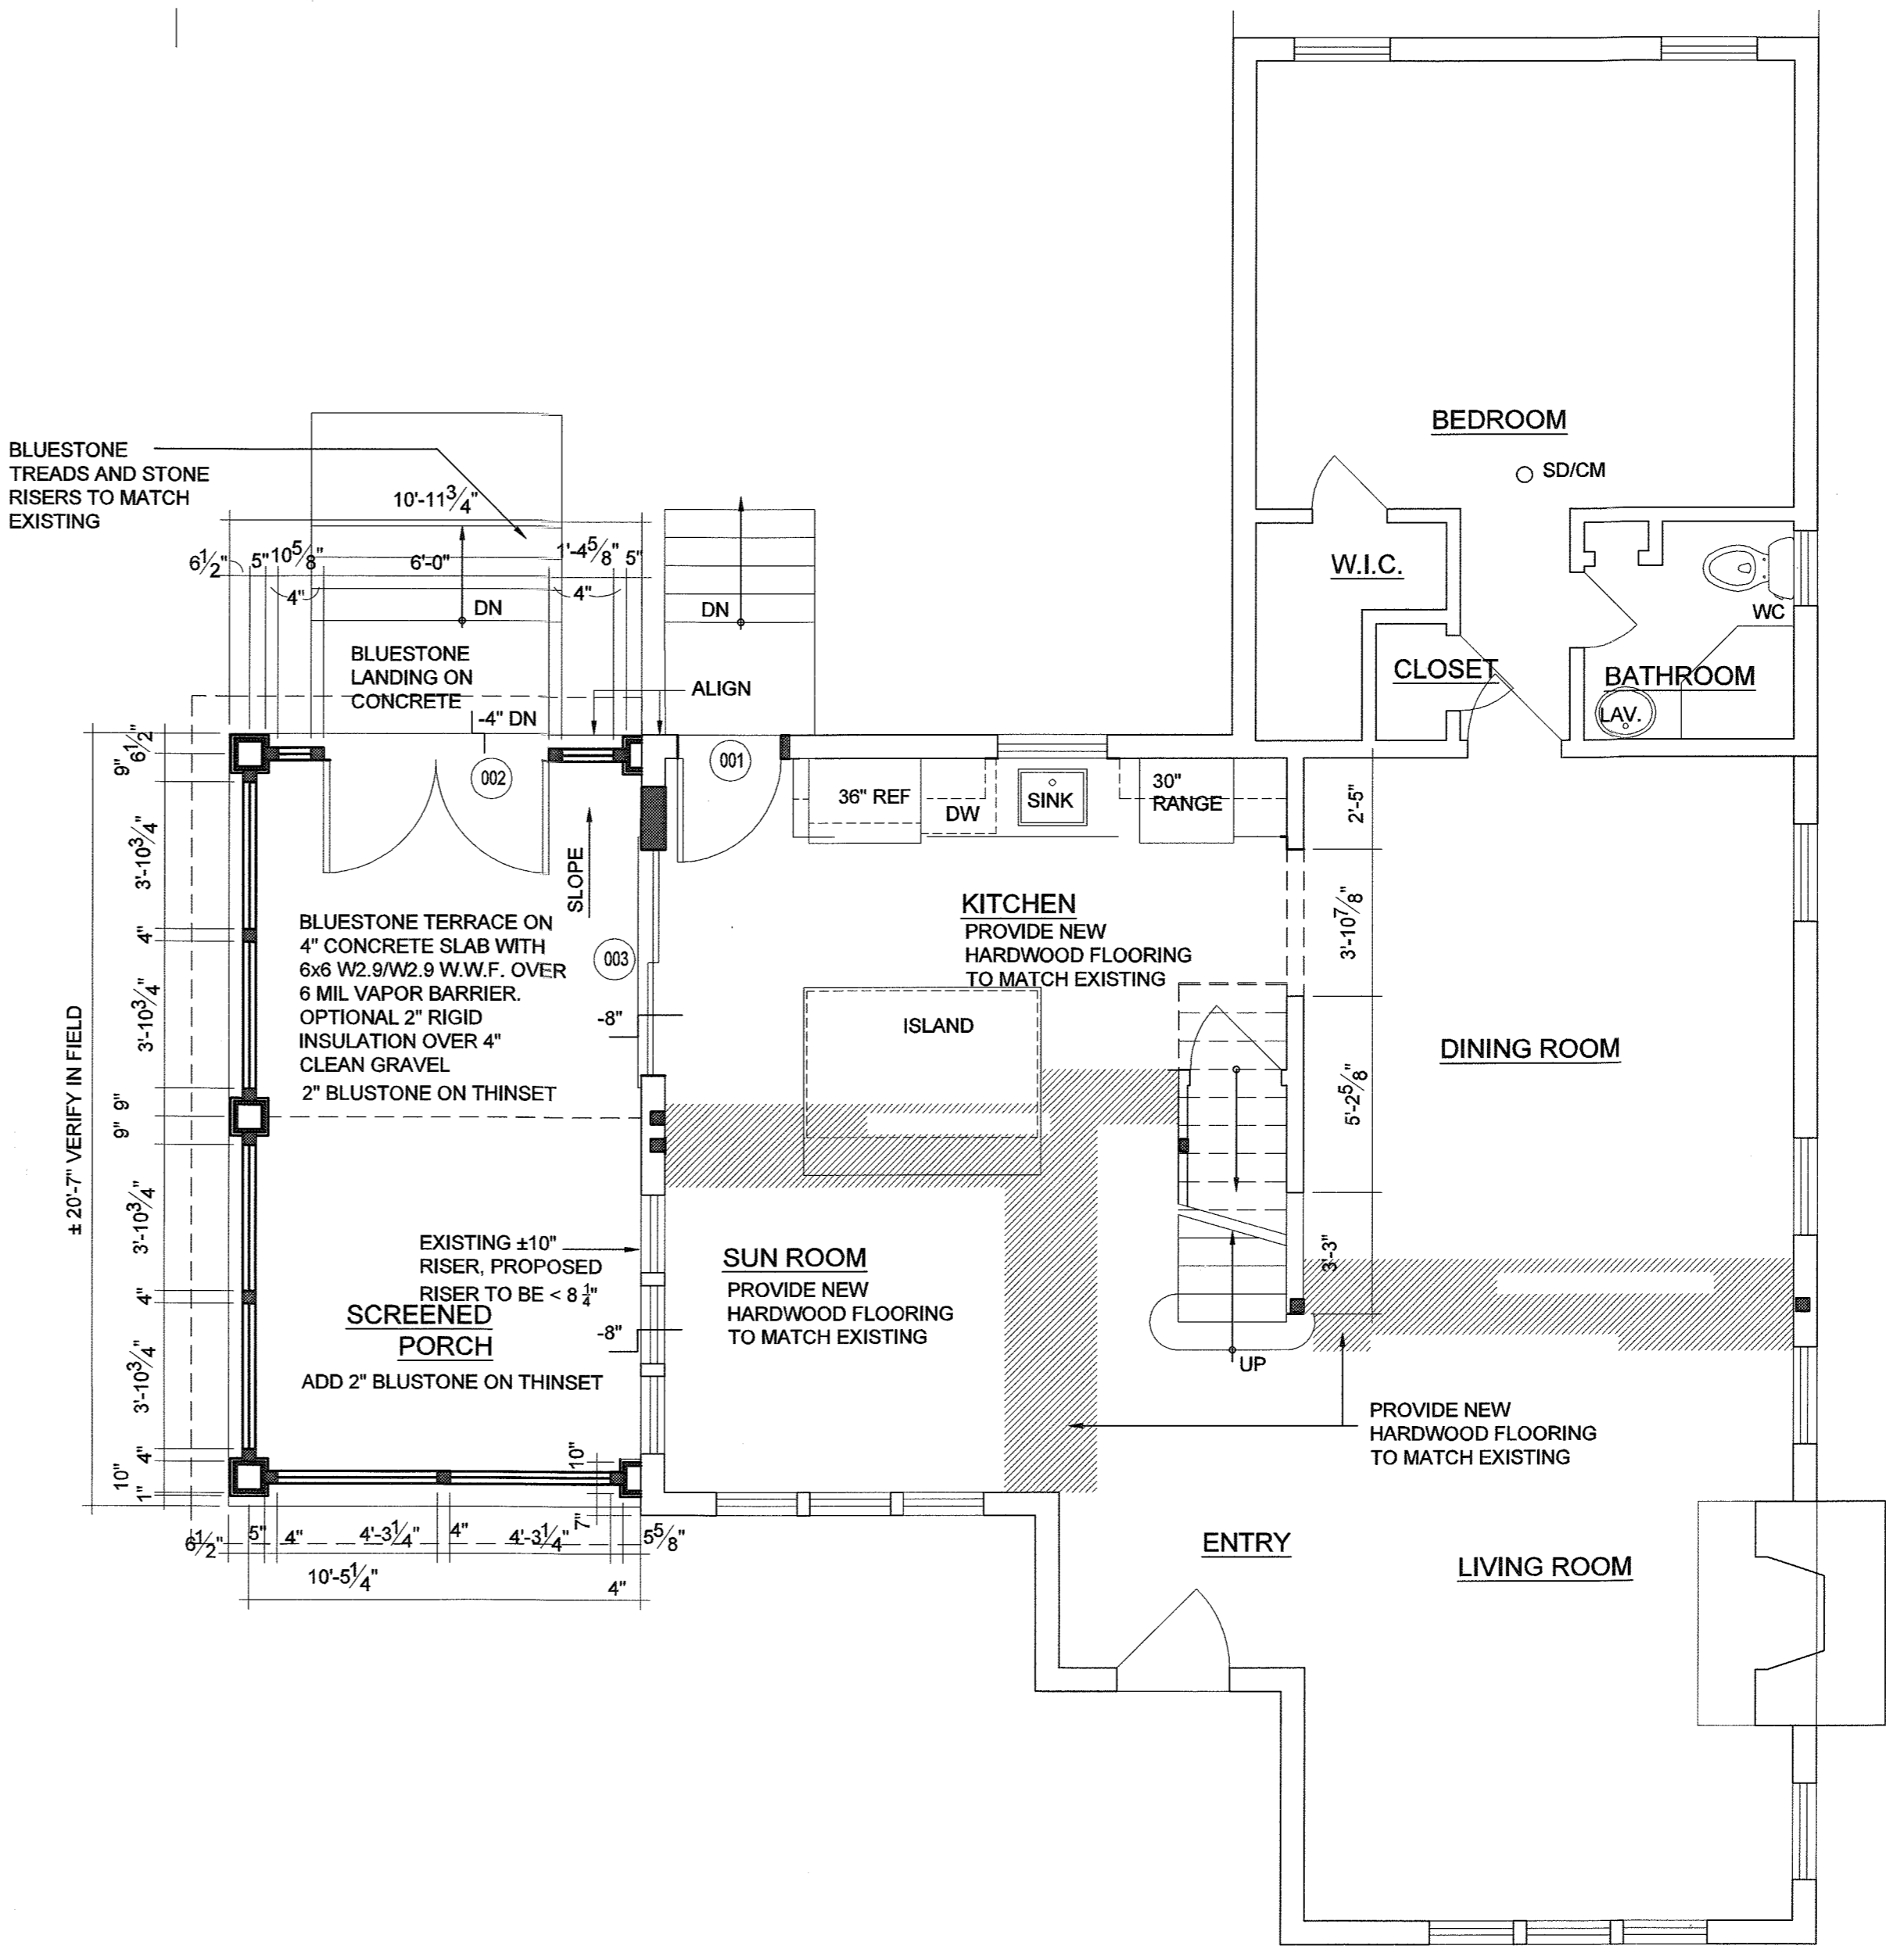 BEDROOM
SD/CM
BLUESTONE
TREADS AND STONE
RISERS TO MATCH
EXISTING
10'-11 3/4"
6 1/2"
5"
10 5/8"
6'-0"
1'-4 5/8"
5"
4"
4"
DN
DN
W.I.C.
WC
BLUESTONE
LANDING ON
CONCRETE
ALIGN
-4" DN
CLOSET
BATHROOM
LAV.
6 1/2"
9"
002
001
36" REF
DW
SINK
30"
RANGE
2'-5"
3'-10 3/4"
SLOPE
BLUESTONE TERRACE ON
4" CONCRETE SLAB WITH
6x6 W2.9/W2.9 W.W.F. OVER
6 MIL VAPOR BARRIER.
OPTIONAL 2" RIGID
INSULATION OVER 4"
CLEAN GRAVEL
2" BLUSTONE ON THINSET
003
-8"
KITCHEN
PROVIDE NEW
HARDWOOD FLOORING
TO MATCH EXISTING
3'-10 7/8"
ISLAND
DINING ROOM
5'-2 5/8"
4"
3'-10 3/4"
± 20'-7" VERIFY IN FIELD
9"
9"
3'-10 3/4"
EXISTING ±10"
RISER, PROPOSED
RISER TO BE < 8 1/4"
SCREENED
PORCH
-8"
ADD 2" BLUSTONE ON THINSET
SUN ROOM
PROVIDE NEW
HARDWOOD FLOORING
TO MATCH EXISTING
3'-3"
UP
4"
3'-10 3/4"
PROVIDE NEW
HARDWOOD FLOORING
TO MATCH EXISTING
4"
10"
1"
10"
7"
6 1/2"
5"
4"
4'-3 1/4"
4"
4'-3 1/4"
5 5/8"
10'-5 1/4"
4"
ENTRY
LIVING ROOM